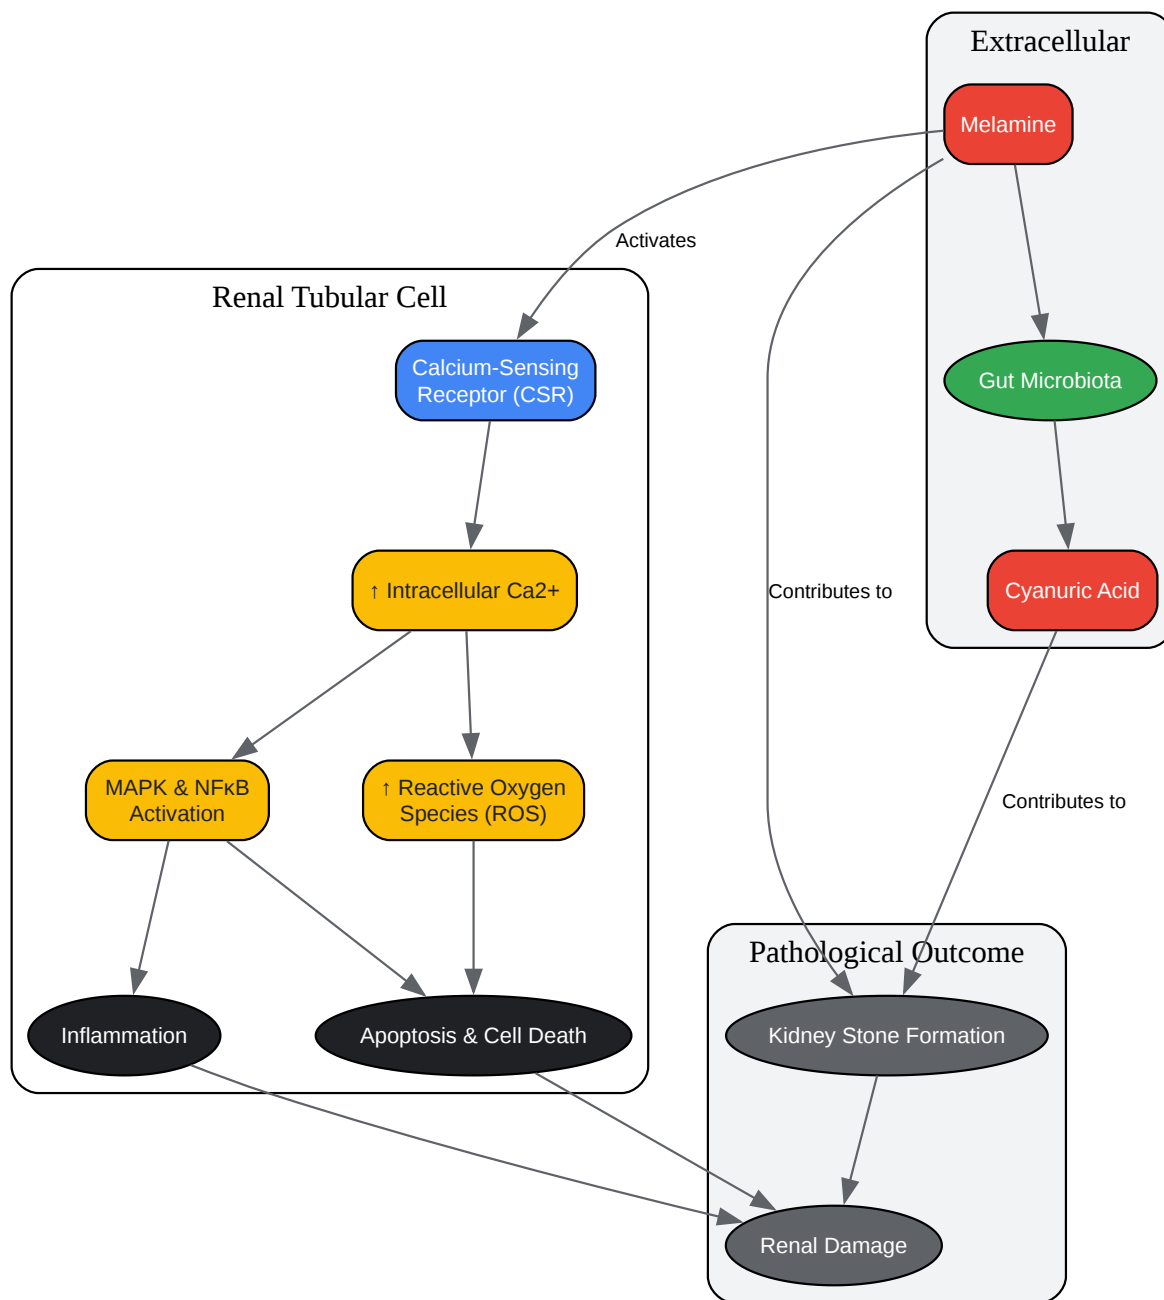 Extracellular
Melamine
Activates
Renal Tubular Cell
Calcium-Sensing
Receptor (CSR)
Gut Microbiota
↑ Intracellular Ca2+
Contributes to
Cyanuric Acid
MAPK & NFκB
Activation
↑ Reactive Oxygen
Species (ROS)
Contributes to
Pathological Outcome
Inflammation
Apoptosis & Cell Death
Kidney Stone Formation
Renal Damage